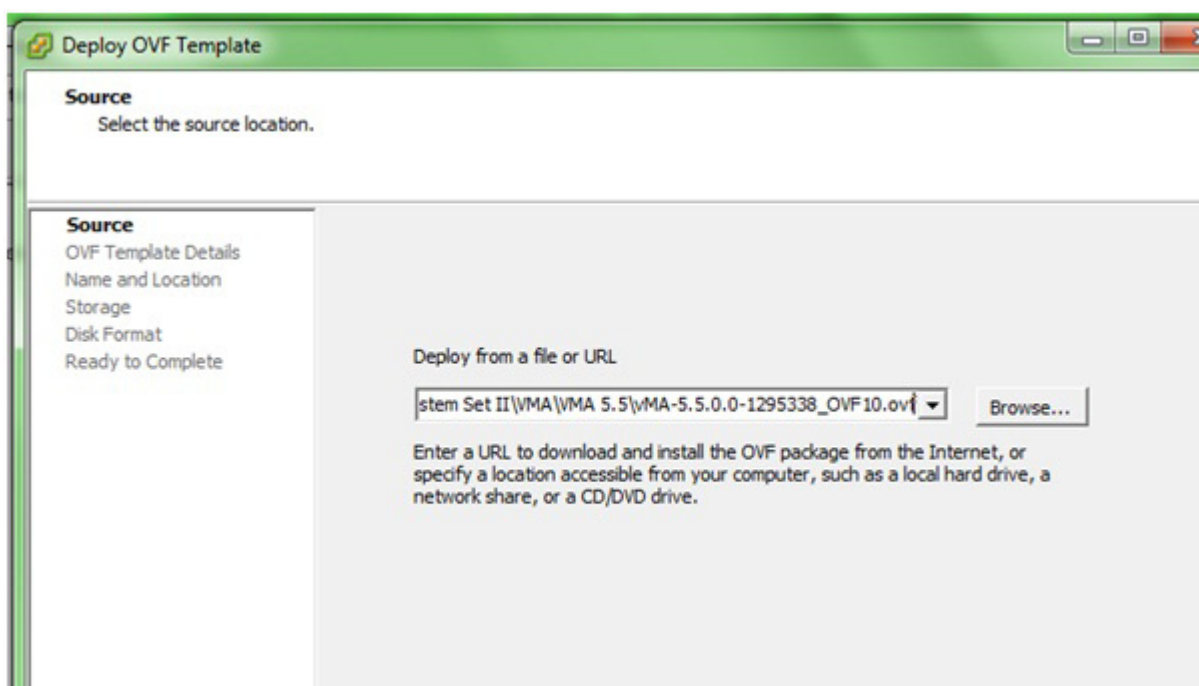 Deploy OVF Template
Source
Select the source location.
Source
OVF Template Details
Name and Location
Storage
Disk Format
Ready to Complete
Deploy from a file or URL
stem Set II\VMA\VMA 5.5\vMA-5.5.0.0-1295338_OVF10.ovf
Browse...
Enter a URL to download and install the OVF package from the Internet, or
specify a location accessible from your computer, such as a local hard drive, a
network share, or a CD/DVD drive.